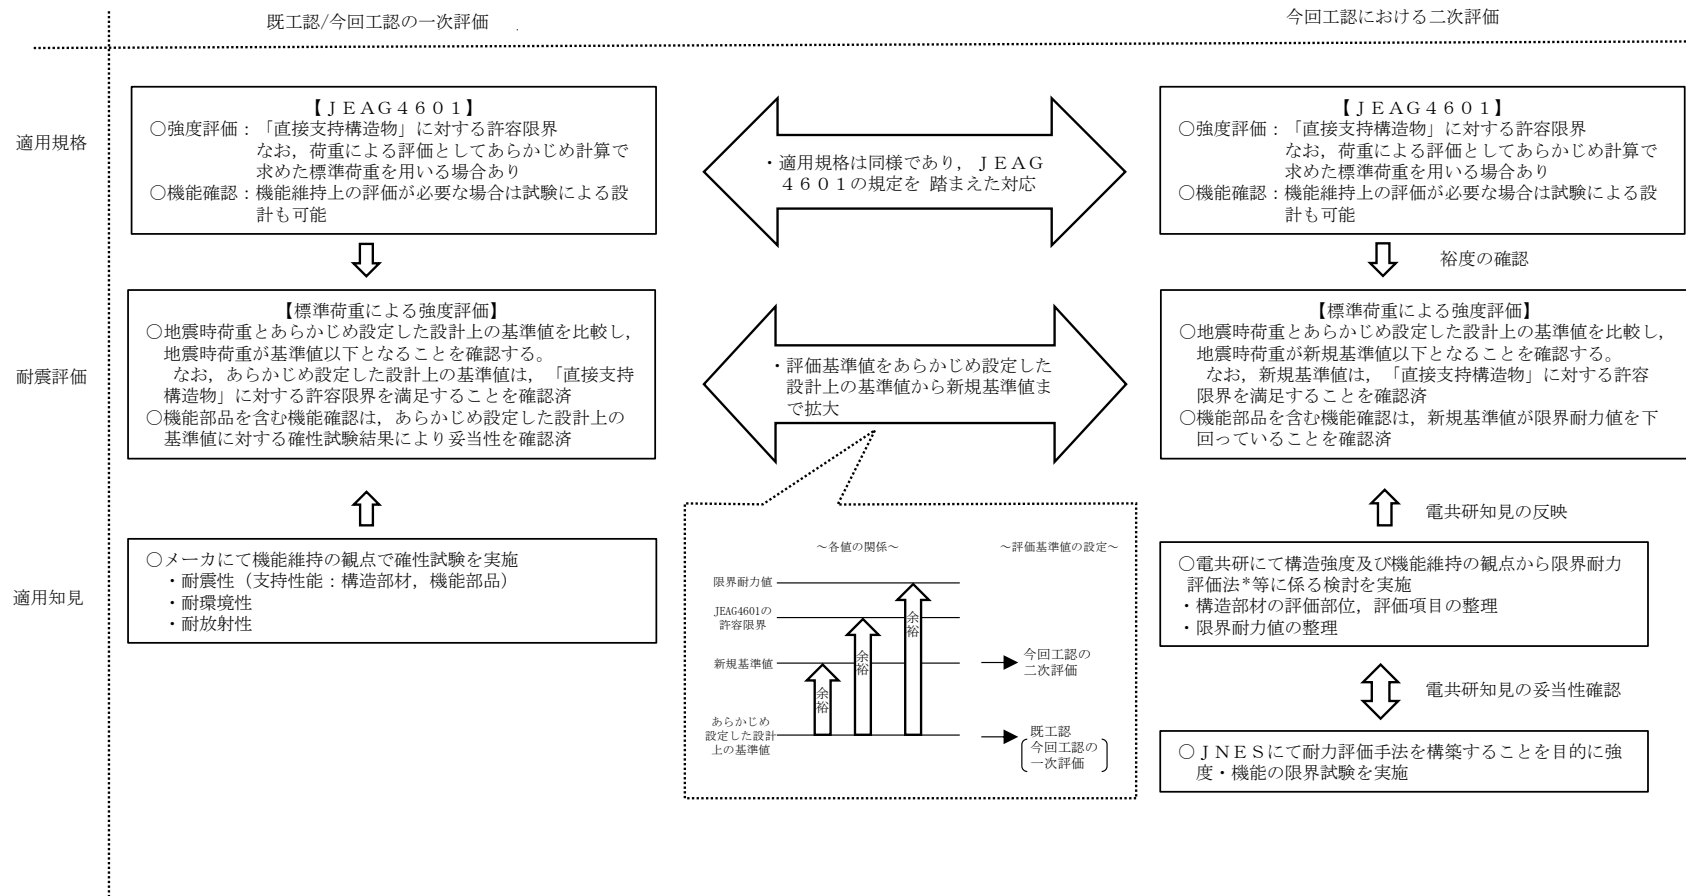 既工認/今回工認の一次評価
今回工認における二次評価
適用規格
【ＪＥＡＧ４６０１】
○強度評価：「直接支持構造物」に対する許容限界
なお，荷重による評価としてあらかじめ計算で
求めた標準荷重を用いる場合あり
○機能確認：機能維持上の評価が必要な場合は試験による設
計も可能
・適用規格は同様であり，ＪＥＡＧ
４６０１の規定を 踏まえた対応
【ＪＥＡＧ４６０１】
○強度評価：「直接支持構造物」に対する許容限界
なお，荷重による評価としてあらかじめ計算で
求めた標準荷重を用いる場合あり
○機能確認：機能維持上の評価が必要な場合は試験による設
計も可能
裕度の確認
耐震評価
【標準荷重による強度評価】
○地震時荷重とあらかじめ設定した設計上の基準値を比較し，
地震時荷重が基準値以下となることを確認する。
なお，あらかじめ設定した設計上の基準値は，「直接支持
構造物」に対する許容限界を満足することを確認済
○機能部品を含む機能確認は，あらかじめ設定した設計上の
基準値に対する確性試験結果により妥当性を確認済
・評価基準値をあらかじめ設定した
設計上の基準値から新規基準値ま
で拡大
【標準荷重による強度評価】
○地震時荷重とあらかじめ設定した設計上の基準値を比較し，
地震時荷重が新規基準値以下となることを確認する。
なお，新規基準値は，「直接支持構造物」に対する許容
限界を満足することを確認済
○機能部品を含む機能確認は，新規基準値が限界耐力値を下
回っていることを確認済
電共研知見の反映
適用知見
○メーカにて機能維持の観点で確性試験を実施
・耐震性（支持性能：構造部材，機能部品）
・耐環境性
・耐放射性
～各値の関係～
～評価基準値の設定～
限界耐力値
JEAG4601の
許容限界
新規基準値
あらかじめ
設定した設計
上の基準値
余裕
余裕
余裕
今回工認の
二次評価
既工認
今回工認の
一次評価
○電共研にて構造強度及び機能維持の観点から限界耐力
評価法*等に係る検討を実施
・構造部材の評価部位，評価項目の整理
・限界耐力値の整理
電共研知見の妥当性確認
○ＪＮＥＳにて耐力評価手法を構築することを目的に強
度・機能の限界試験を実施